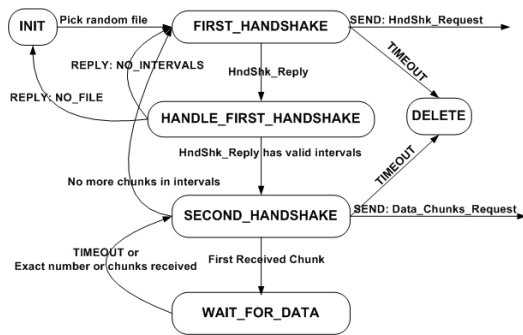 INIT
Pick random file
FIRST_HANDSHAKE
SEND: HndShk_Request
REPLY: NO_INTERVALS
HndShk_Reply
TIMEOUT
REPLY: NO_FILE
HANDLE_FIRST_HANDSHAKE
DELETE
HndShk_Reply has valid intervals
TIMEOUT
No more chunks in intervals
SECOND_HANDSHAKE
SEND: Data_Chunks_Request
TIMEOUT or
Exact number or chunks received
First Received Chunk
WAIT_FOR_DATA